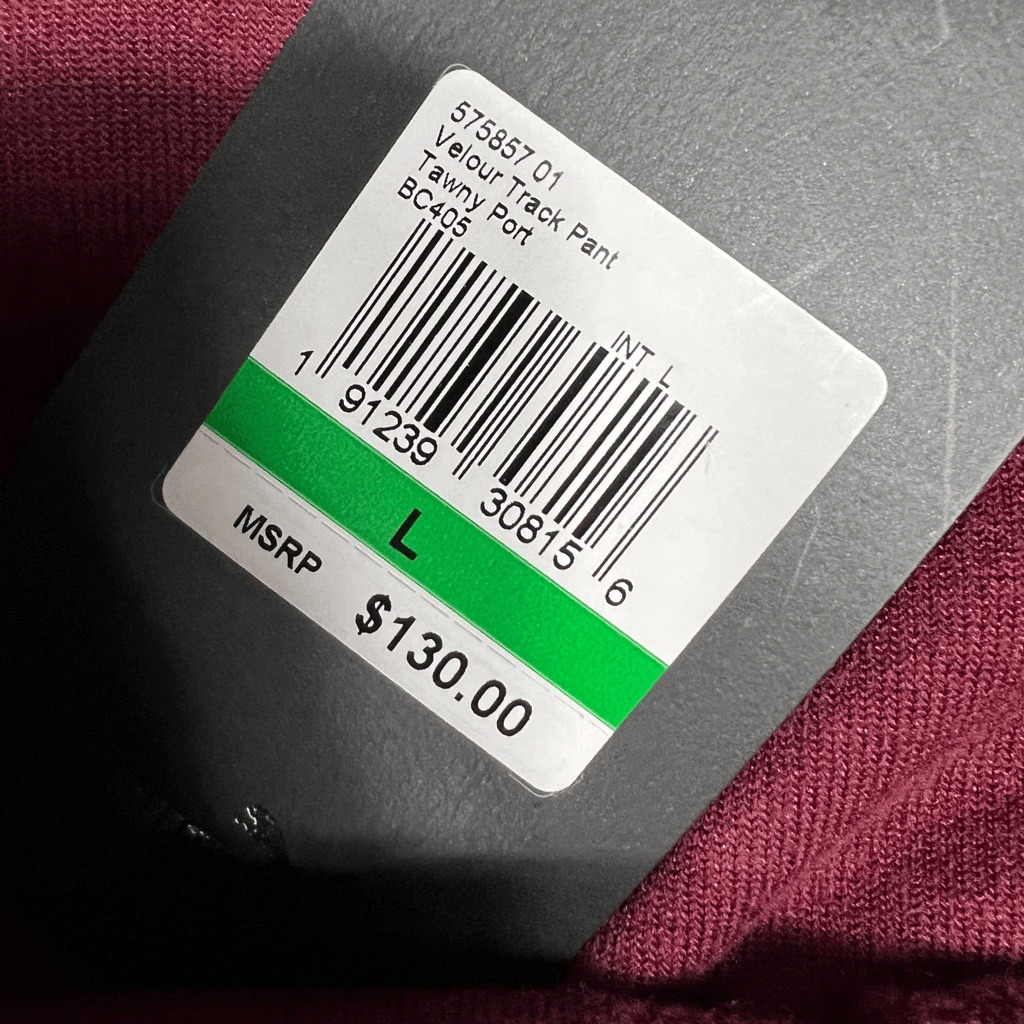 575857 01
Velour Track Pant
Tawny Port
BC405
INT L
1 91239 30815 6
L
MSRP
$130.00